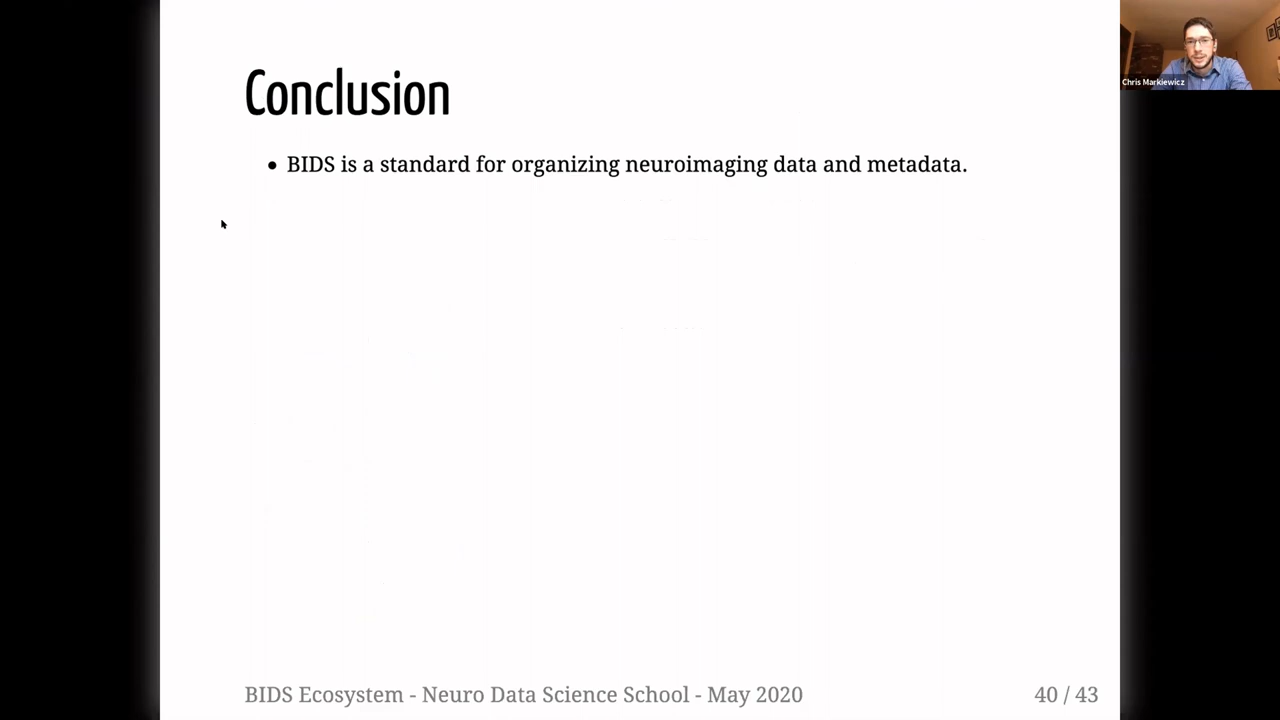 Conclusion
• BIDS is a standard for organizing neuroimaging data and metadata.
BIDS Ecosystem - Neuro Data Science School - May 2020
40 / 43
Chris Markiewicz